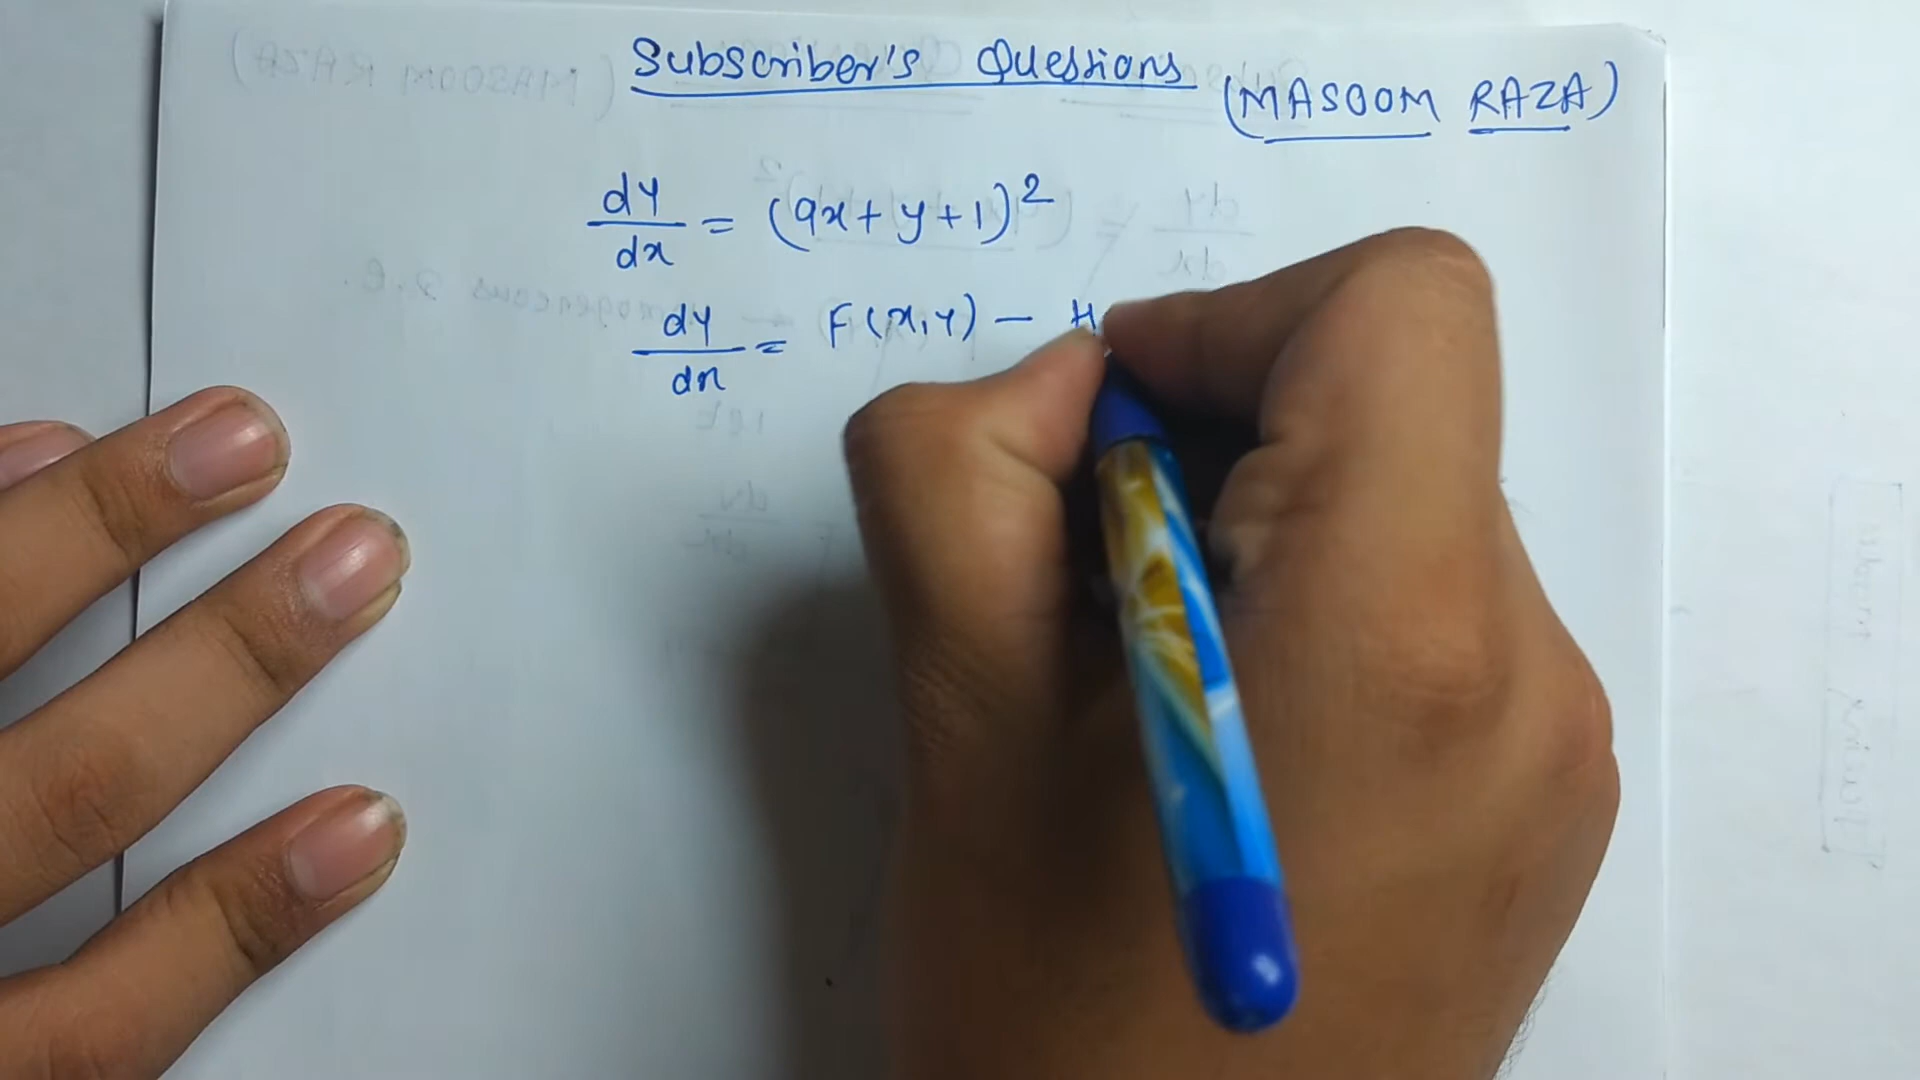 Subscriber's Questions
(MASOOM RAZA)
dy/dx = (9x+y+1)²
dy/dx = F(x,y) – H